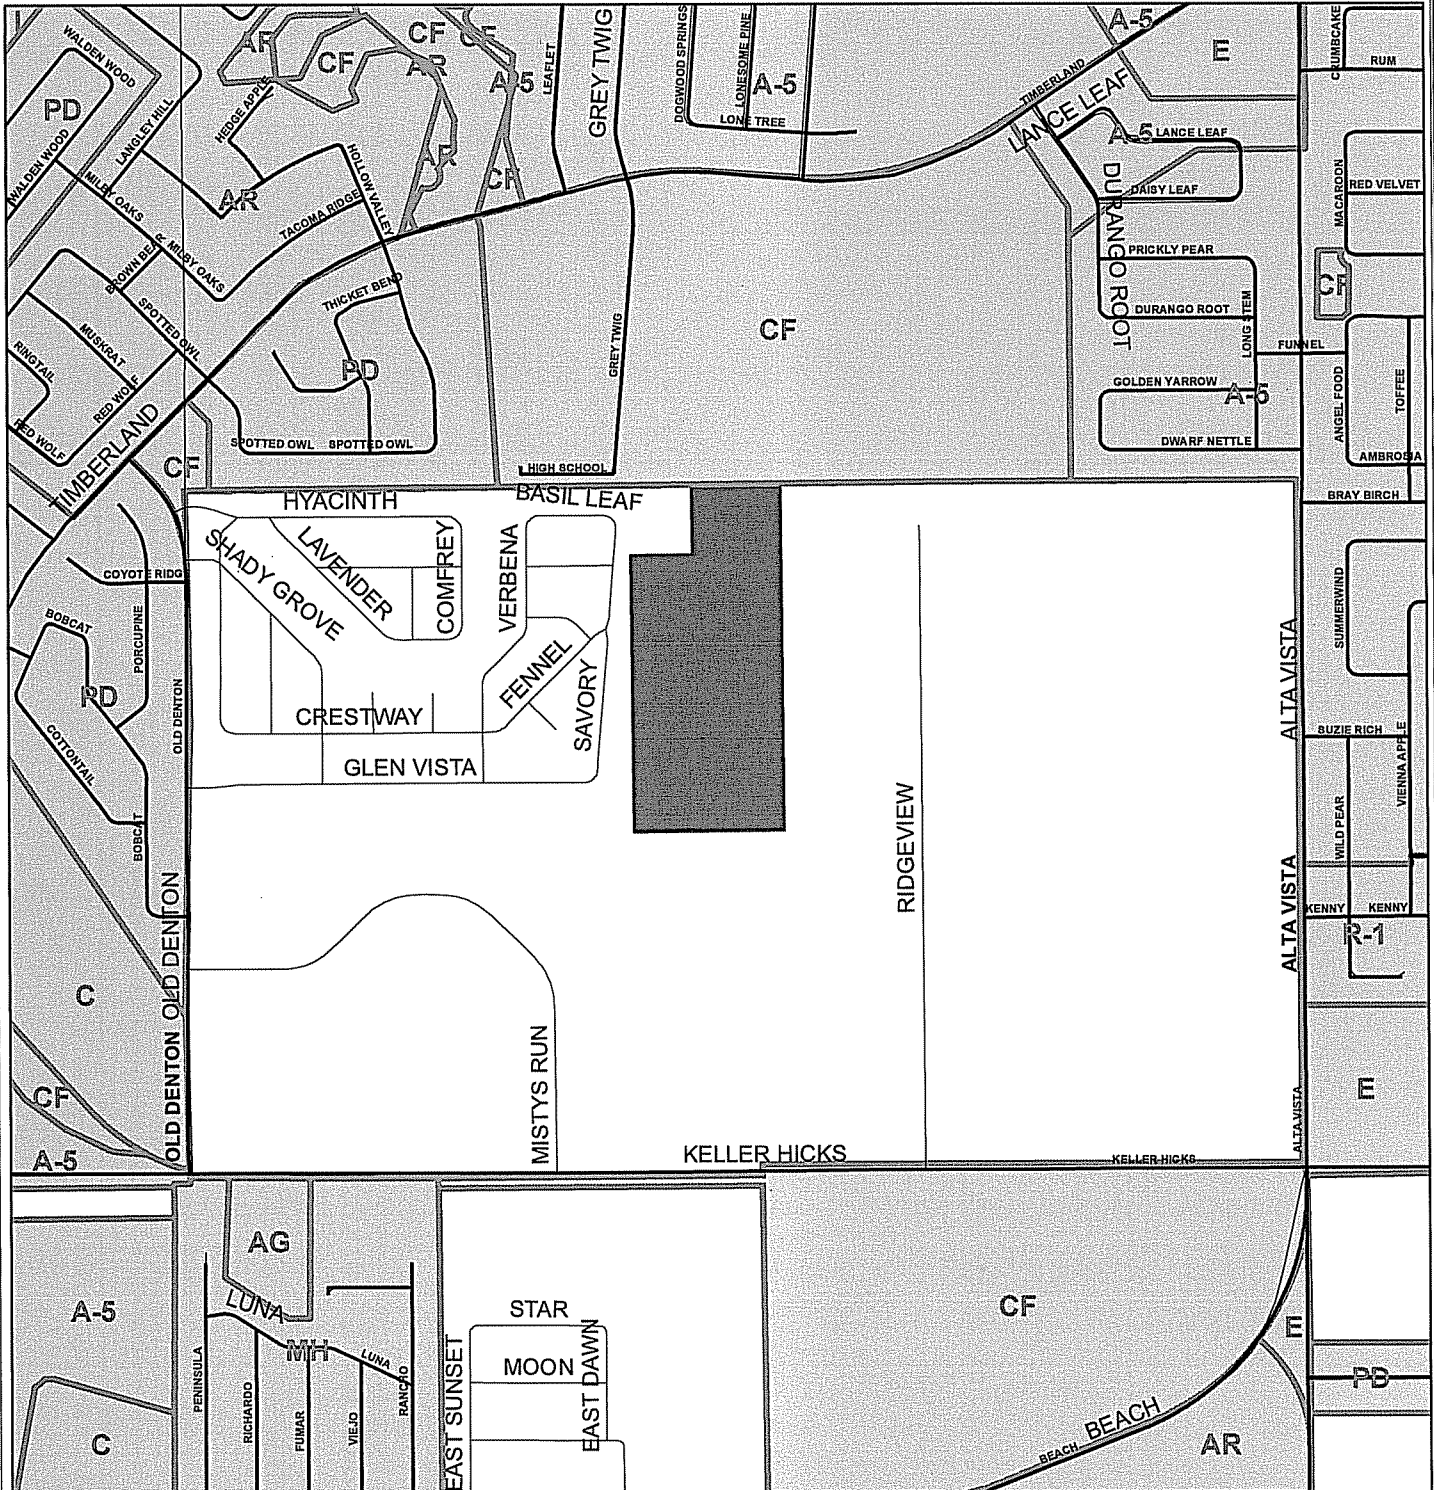 WALDEN WOOD
PD
WALDEN WOOD
LANGLEY HILL
MILBY OAKS
AR
CF
CF
CF
AR
A-5
HEDGE APPLE
AR
CF
AR
HOLLOW VALLEY
TACOMA RIDGE
BROWN BEAR
MILBY OAKS
SPOTTED OWL
MUSKRAT
RINGTAIL
RED WOLF
RED WOLF
THICKET BEND
PD
SPOTTED OWL
SPOTTED OWL
TIMBERLAND
CF
LEAFLET
GREY TWIG
DOGWOOD SPRINGS
LONESOME PINE
A-5
LONE TREE
GREY TWIG
CF
HIGH SCHOOL
A-5
E
TIMBERLAND
LANCE LEAF
A-5
LANCE LEAF
DAISY LEAF
DURANGO ROOT
PRICKLY PEAR
DURANGO ROOT
LONG STEM
FUNNEL
GOLDEN YARROW
A-5
DWARF NETTLE
CRUMBCAKE
RUM
MACAROON
RED VELVET
CF
ANGEL FOOD
TOFFEE
AMBROSIA
BRAY BIRCH
SUMMERWIND
SUZIE RICH
VIENNA APPLE
WILD PEAR
KENNY
KENNY
R-1
E
HYACINTH
BASIL LEAF
SHADY GROVE
LAVENDER
COMFREY
VERBENA
FENNEL
SAVORY
CRESTWAY
GLEN VISTA
COYOTE RIDG
BOBCAT
PORCUPINE
PD
COTTONTAIL
OLD DENTON
BOBCAT
OLD DENTON
OLD DENTON
OLD DENTON
C
CF
A-5
MISTYS RUN
RIDGEVIEW
ALTA VISTA
ALTA VISTA
ALTA VISTA
KELLER HICKS
KELLER HICKS
AG
LUNA
A-5
MH
LUNA
PENINSULA
RICHARDO
FUMAR
VIEJO
RANCHO
C
EAST SUNSET
STAR
MOON
EAST DAWN
CF
E
PD
BEACH
BEACH
AR